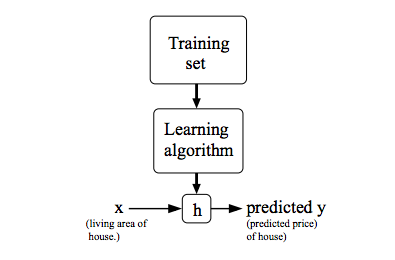 Training
set
Learning
algorithm
x
h
predicted y
(living area of
house.)
(predicted price)
of house)